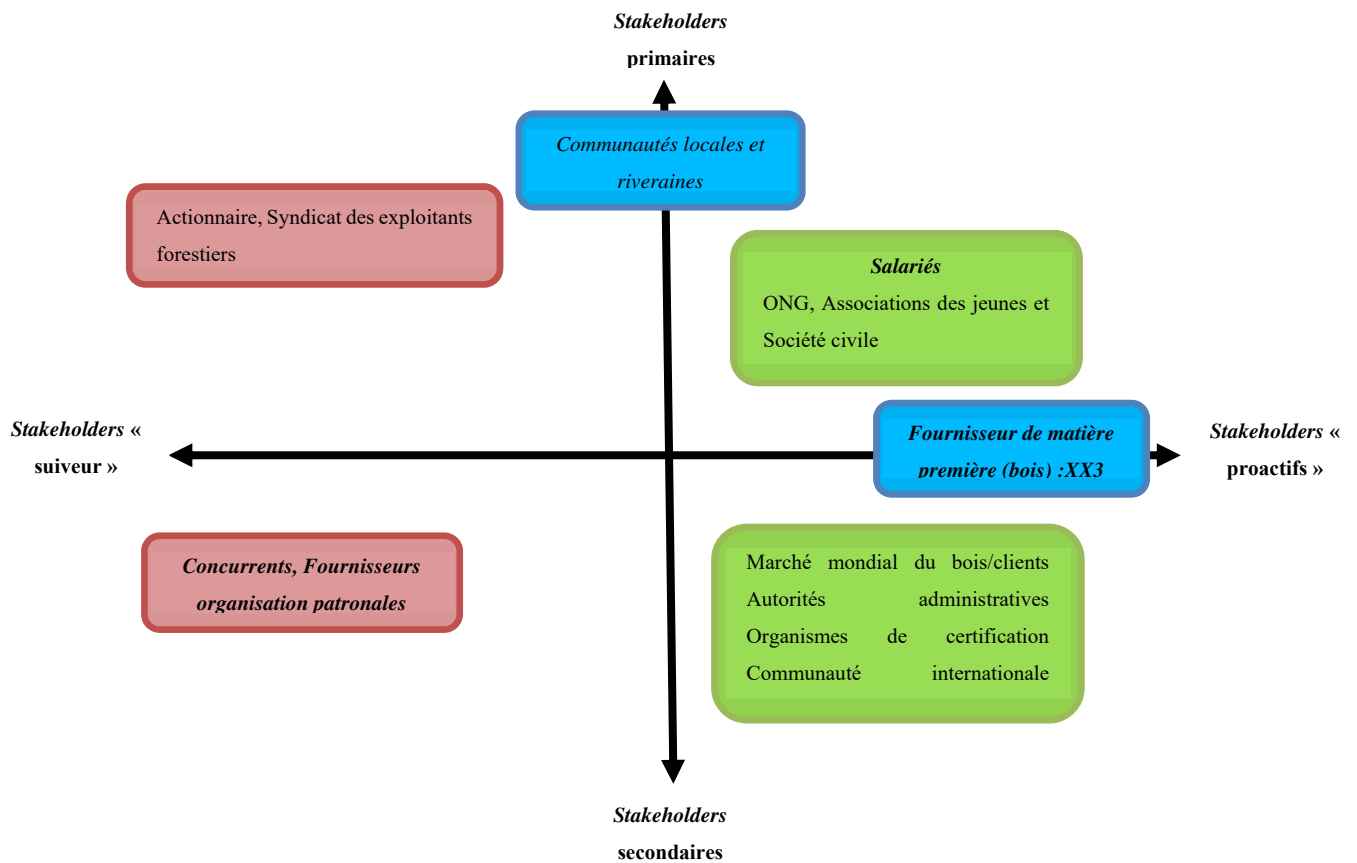 Stakeholders
primaires
Communautés locales et
riveraines
Actionnaire, Syndicat des exploitants
forestiers
Salariés
ONG, Associations des jeunes et
Société civile
Stakeholders «
suiveur »
Fournisseur de matière
première (bois) :XX3
Stakeholders «
proactifs »
Concurrents, Fournisseurs
organisation patronales
Marché mondial du bois/clients
Autorités administratives
Organismes de certification
Communauté internationale
Stakeholders
secondaires